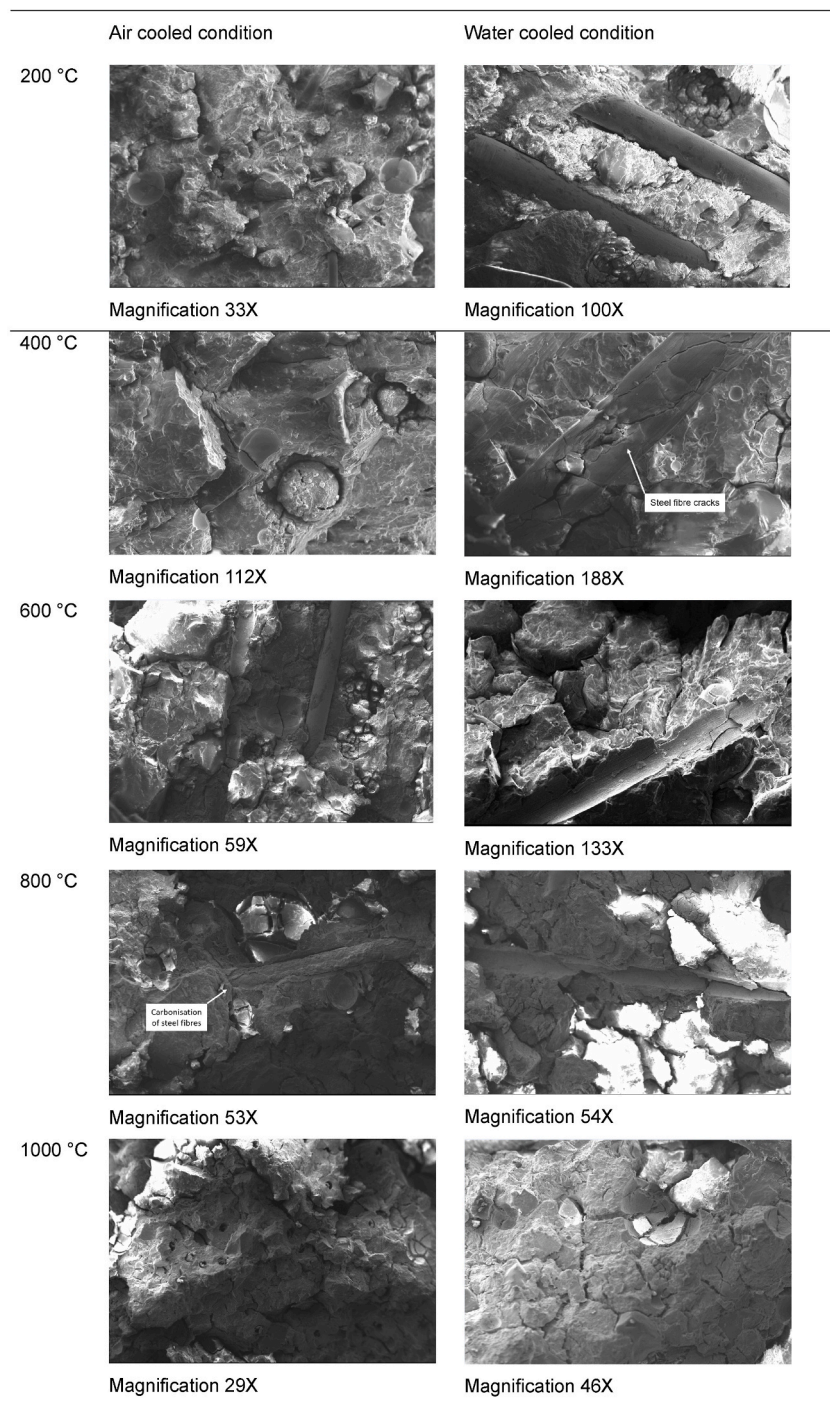 Air cooled condition Water cooled condition
200 °C
Magnification 33X Magnification 100X
400 °C
Steel fibre cracks
Magnification 112X Magnification 188X
600 °C
Magnification 59X Magnification 133X
800 °C
Carbonisation
of steel fibres
Magnification 53X Magnification 54X
1000 °C
Magnification 29X Magnification 46X